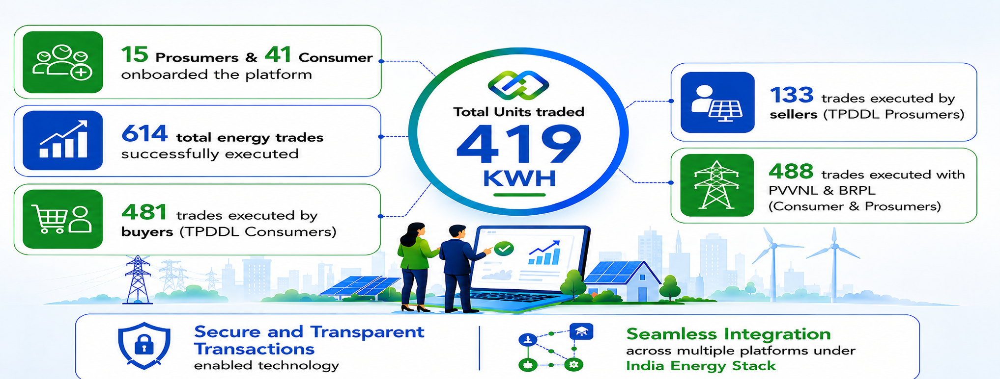 15 Prosumers & 41 Consumer
onboarded the platform
614 total energy trades
successfully executed
481 trades executed by
buyers (TPDDL Consumers)
Total Units traded
419
KWH
133 trades executed by
sellers (TPDDL Prosumers)
488 trades executed with
PVVNL & BRPL
(Consumer & Prosumers)
Secure and Transparent
Transactions
enabled technology
Seamless Integration
across multiple platforms under
India Energy Stack